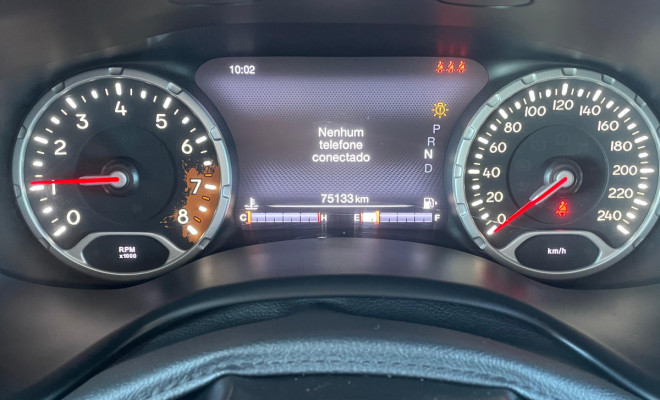 10:02
Nenhum
telefone
conectado
P
R
N
D
75133 km
C H E F
0
1
2
3
4
5
6
7
8
RPM
x1000
0
20
40
60
80
100
120
140
160
180
200
220
240
km/h